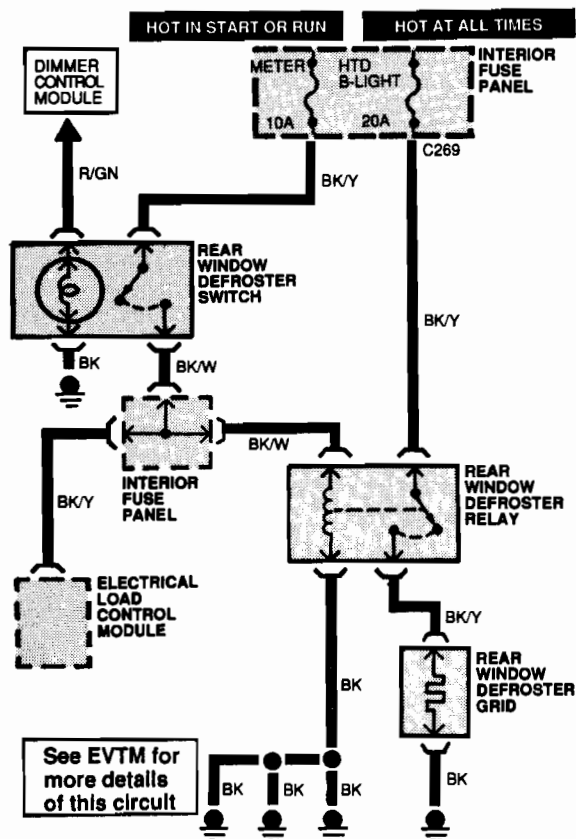 HOT IN START OR RUN
HOT AT ALL TIMES
DIMMER
CONTROL
MODULE
METER
10A
HTD
B-LIGHT
20A
INTERIOR
FUSE
PANEL
C269
R/GN
BK/Y
REAR
WINDOW
DEFROSTER
SWITCH
BK/Y
BK
BK/W
BK/W
INTERIOR
FUSE
PANEL
BK/Y
REAR
WINDOW
DEFROSTER
RELAY
ELECTRICAL
LOAD
CONTROL
MODULE
BK/Y
REAR
WINDOW
DEFROSTER
GRID
BK
See EVTM for
more details
of this circuit
BK
BK
BK
BK